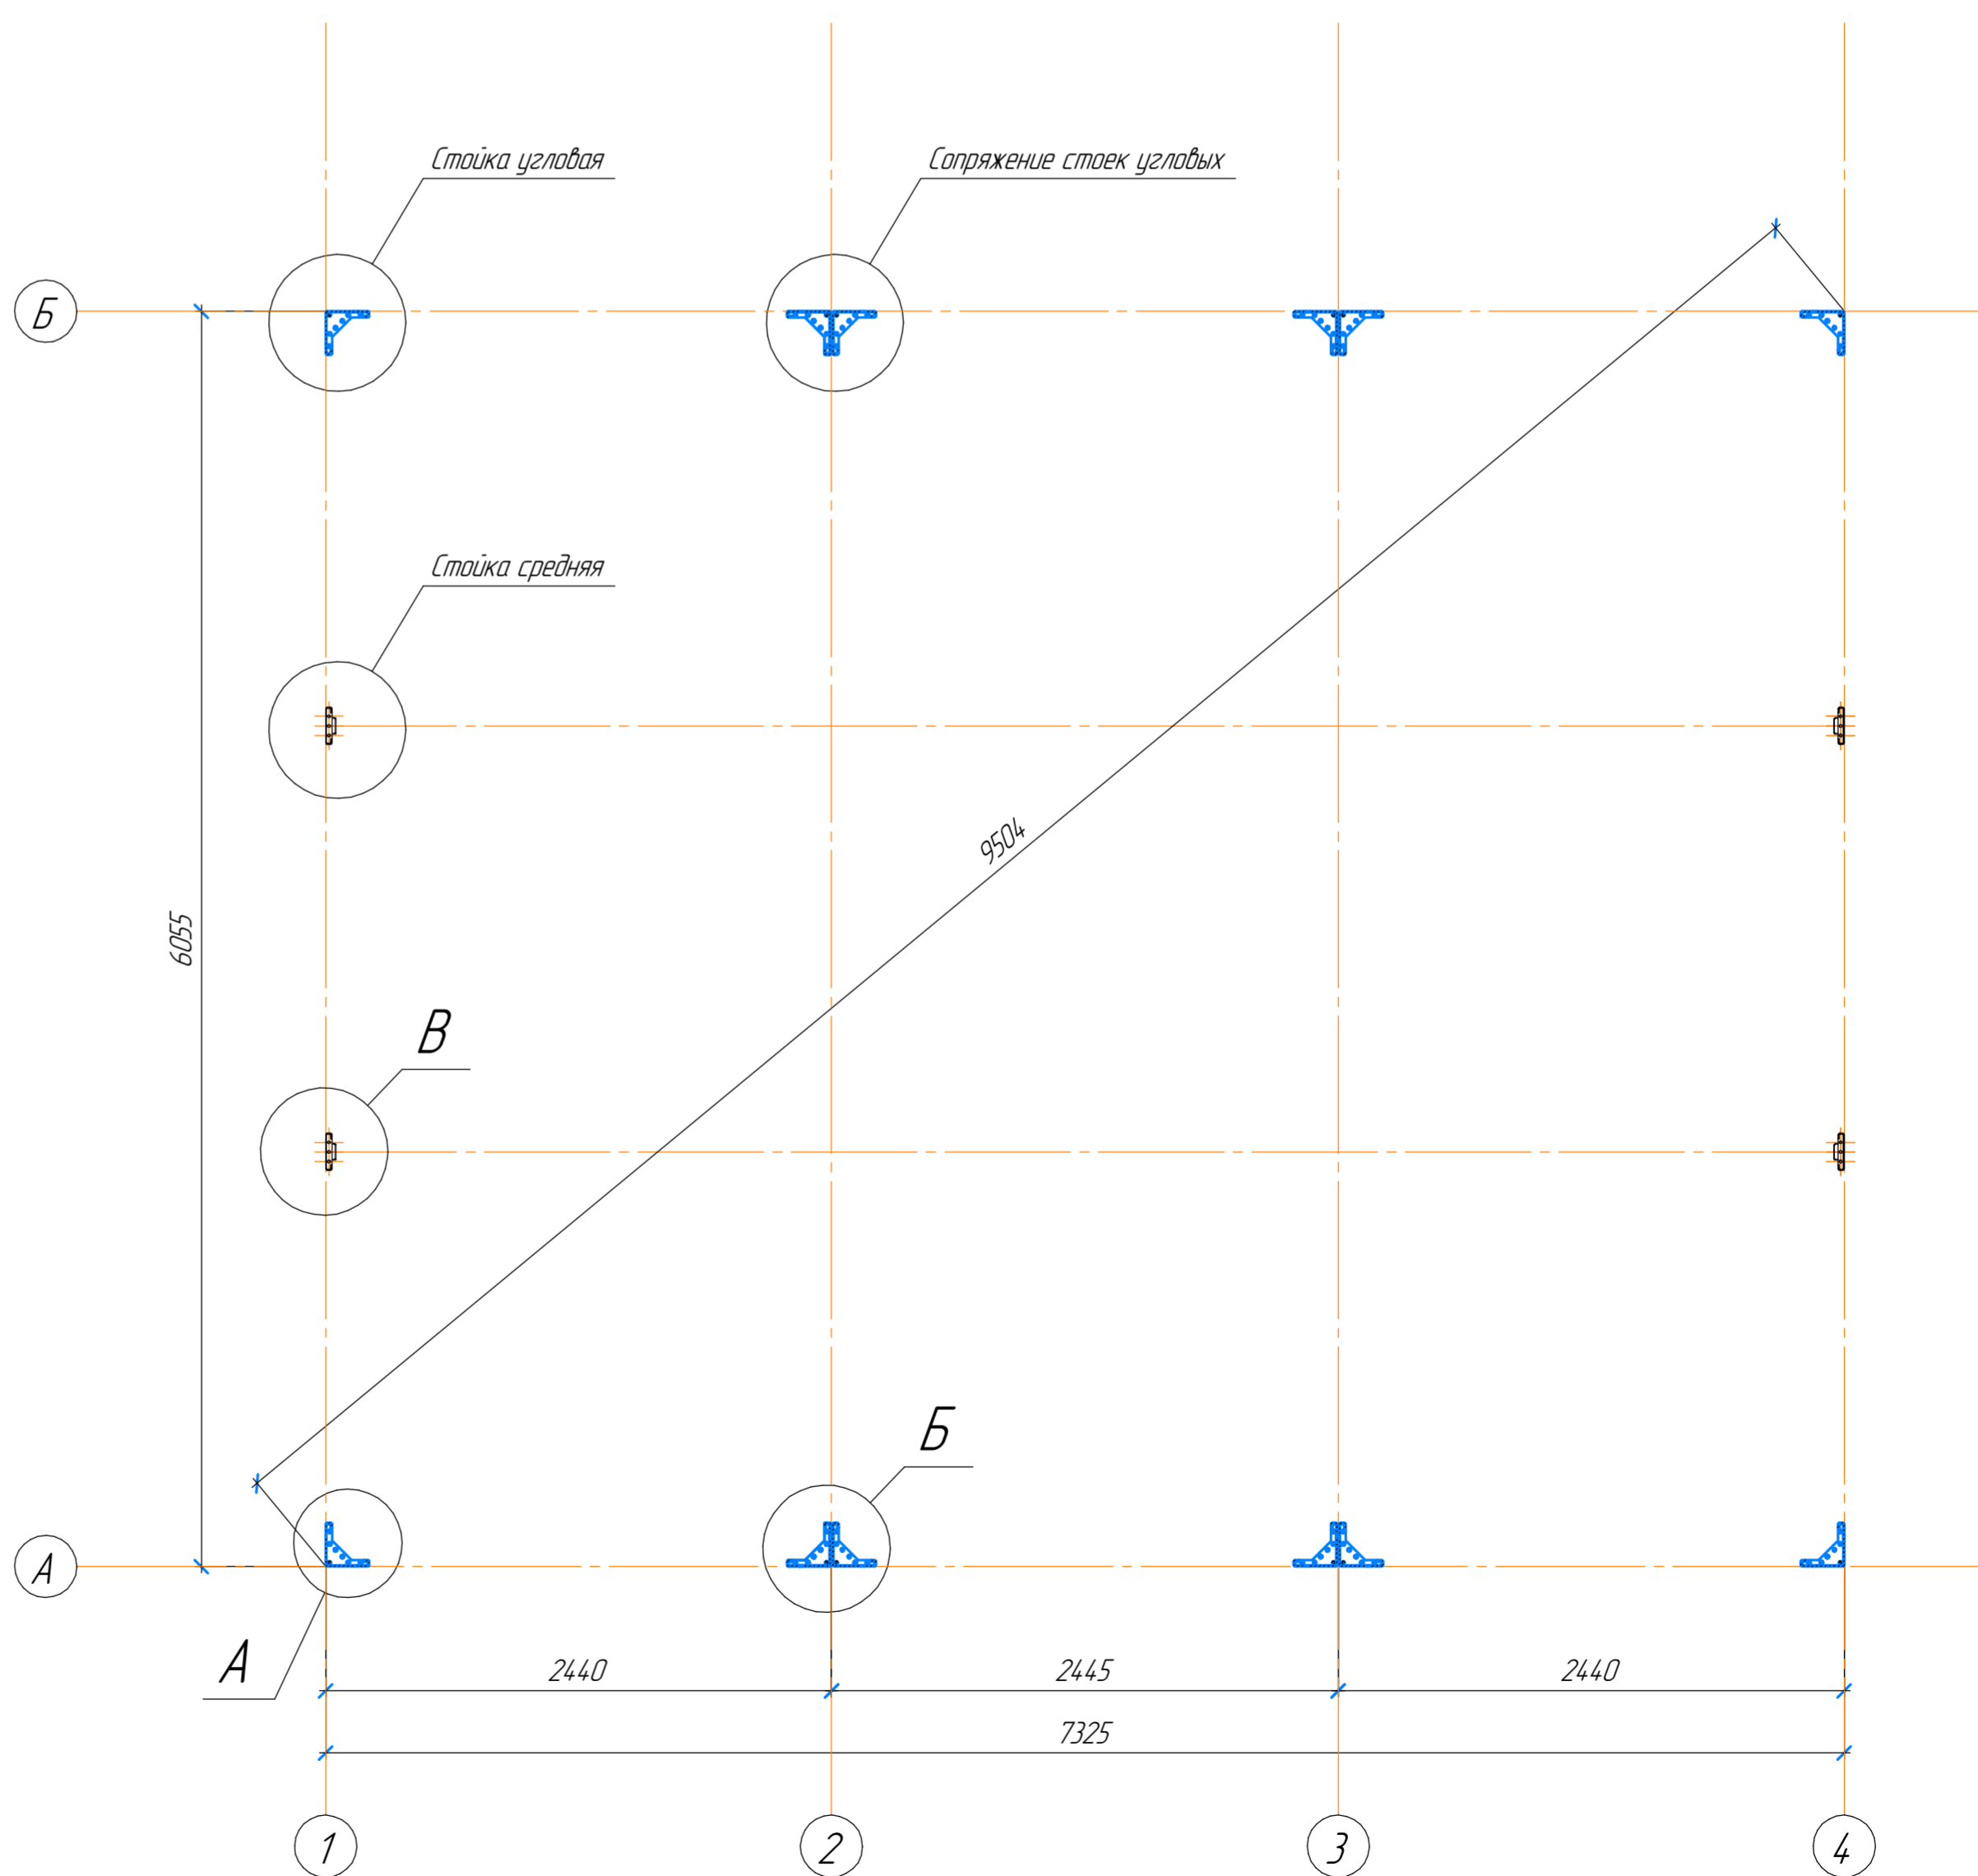 Стойка угловая
Сопряжение стоек угловых
Б
Стойка средняя
9504
6055
В
Б
А
А
2440
2445
2440
7325
1
2
3
4